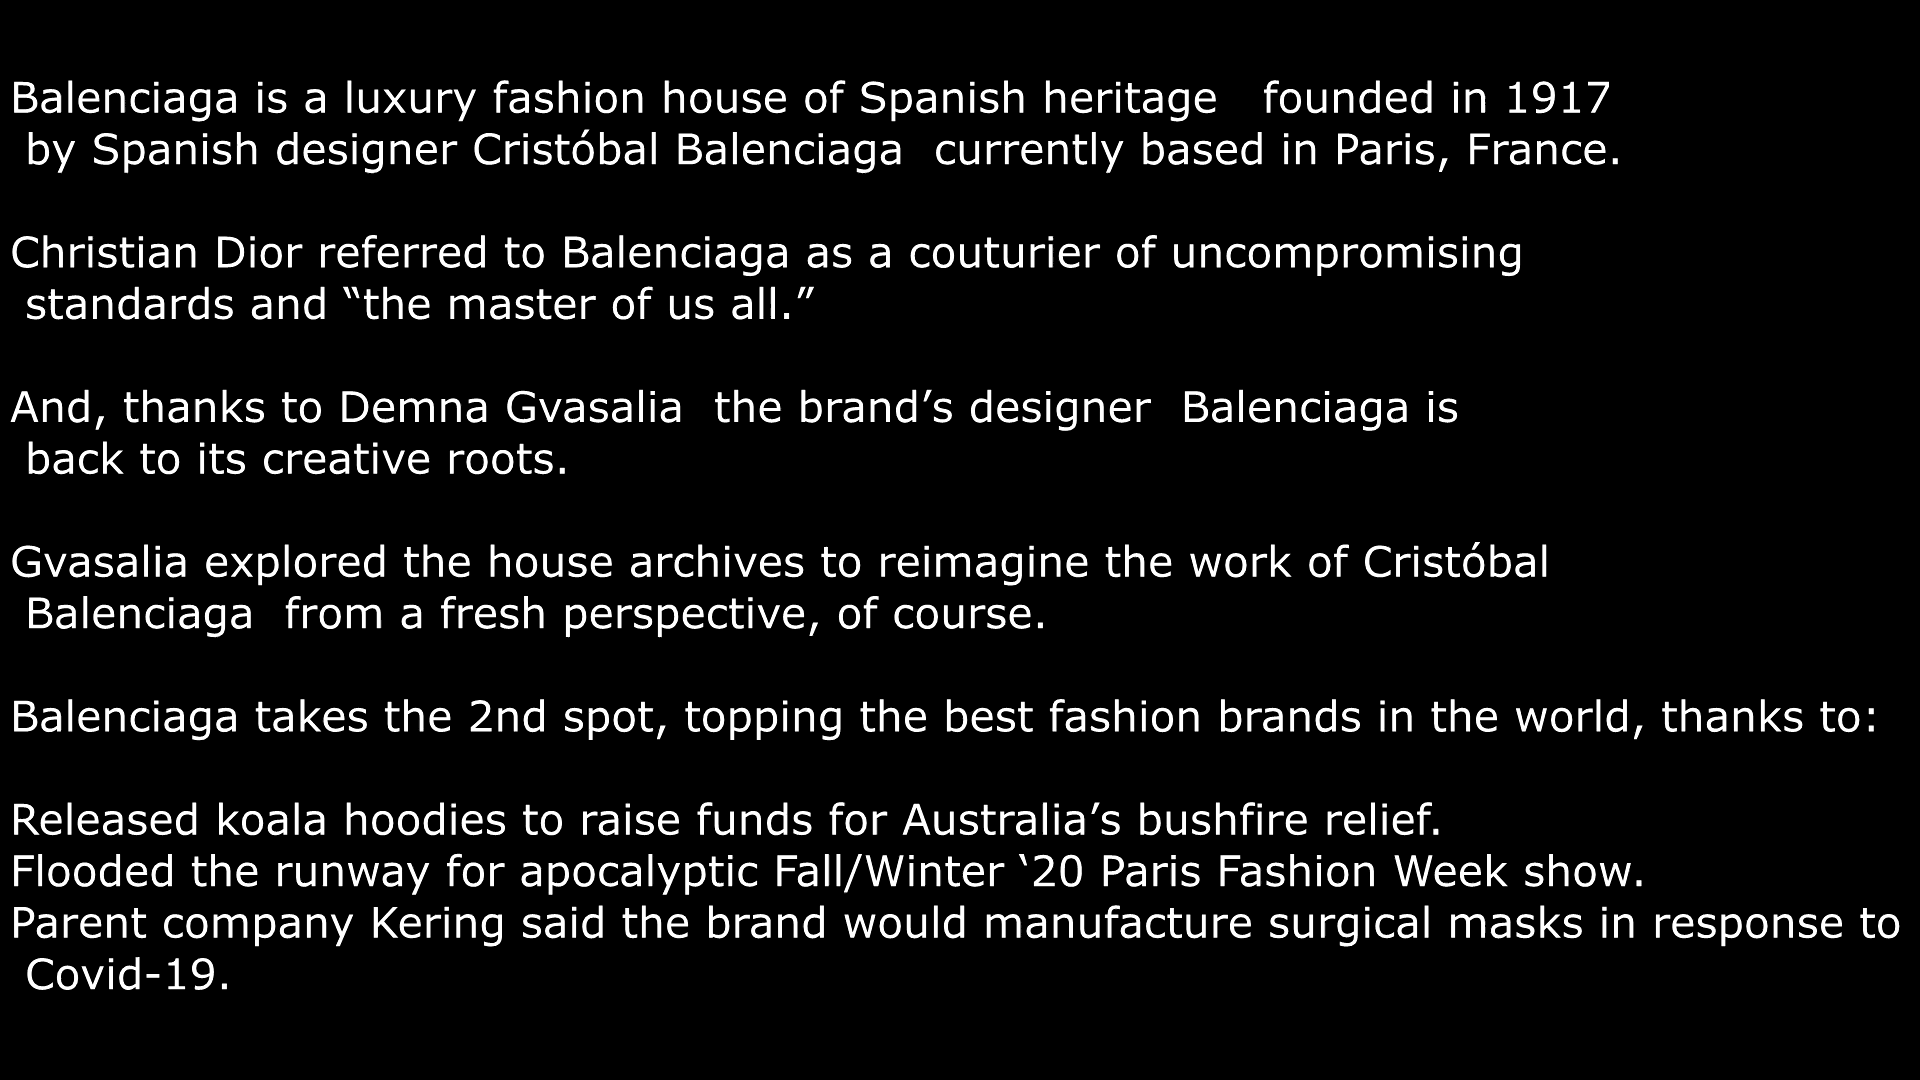 Balenciaga is a luxury fashion house of Spanish heritage   founded in 1917
by Spanish designer Cristóbal Balenciaga  currently based in Paris, France.
Christian Dior referred to Balenciaga as a couturier of uncompromising
standards and “the master of us all.”
And, thanks to Demna Gvasalia  the brand’s designer  Balenciaga is
back to its creative roots.
Gvasalia explored the house archives to reimagine the work of Cristóbal
Balenciaga  from a fresh perspective, of course.
Balenciaga takes the 2nd spot, topping the best fashion brands in the world, thanks to:
Released koala hoodies to raise funds for Australia’s bushfire relief.
Flooded the runway for apocalyptic Fall/Winter ‘20 Paris Fashion Week show.
Parent company Kering said the brand would manufacture surgical masks in response to
Covid-19.